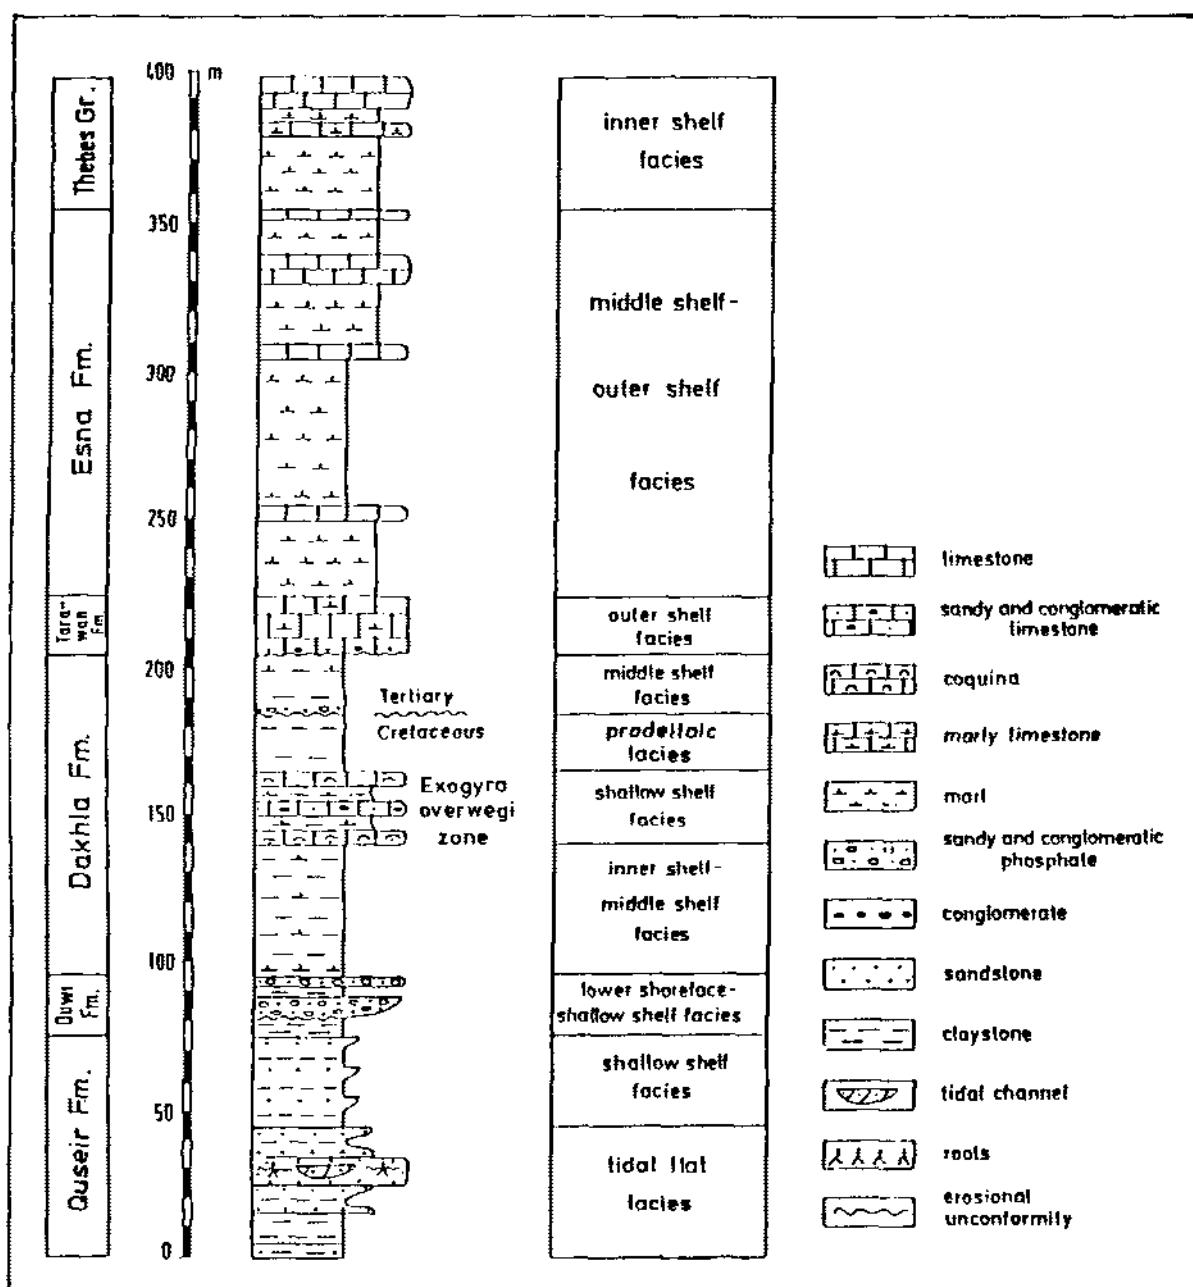 400 m
350
300
250
200
150
100
50
0
Thebes Gr.
Esna Fm.
Tara-
wan
Fm
Dakhla Fm.
Duwi
Fm.
Quseir Fm.
Tertiary
Cretaceous
Exogyra
overwegi
zone
inner shelf
facies
middle shelf-
outer shelf
facies
outer shelf
facies
middle shelf
facies
prodeltaic
facies
shallow shelf
facies
inner shelf-
middle shelf
facies
lower shoreface-
shallow shelf facies
shallow shelf
facies
tidal flat
facies
limestone
sandy and conglomeratic
limestone
coquina
marly limestone
marl
sandy and conglomeratic
phosphate
conglomerate
sandstone
claystone
tidal channel
roots
erosional
unconformity